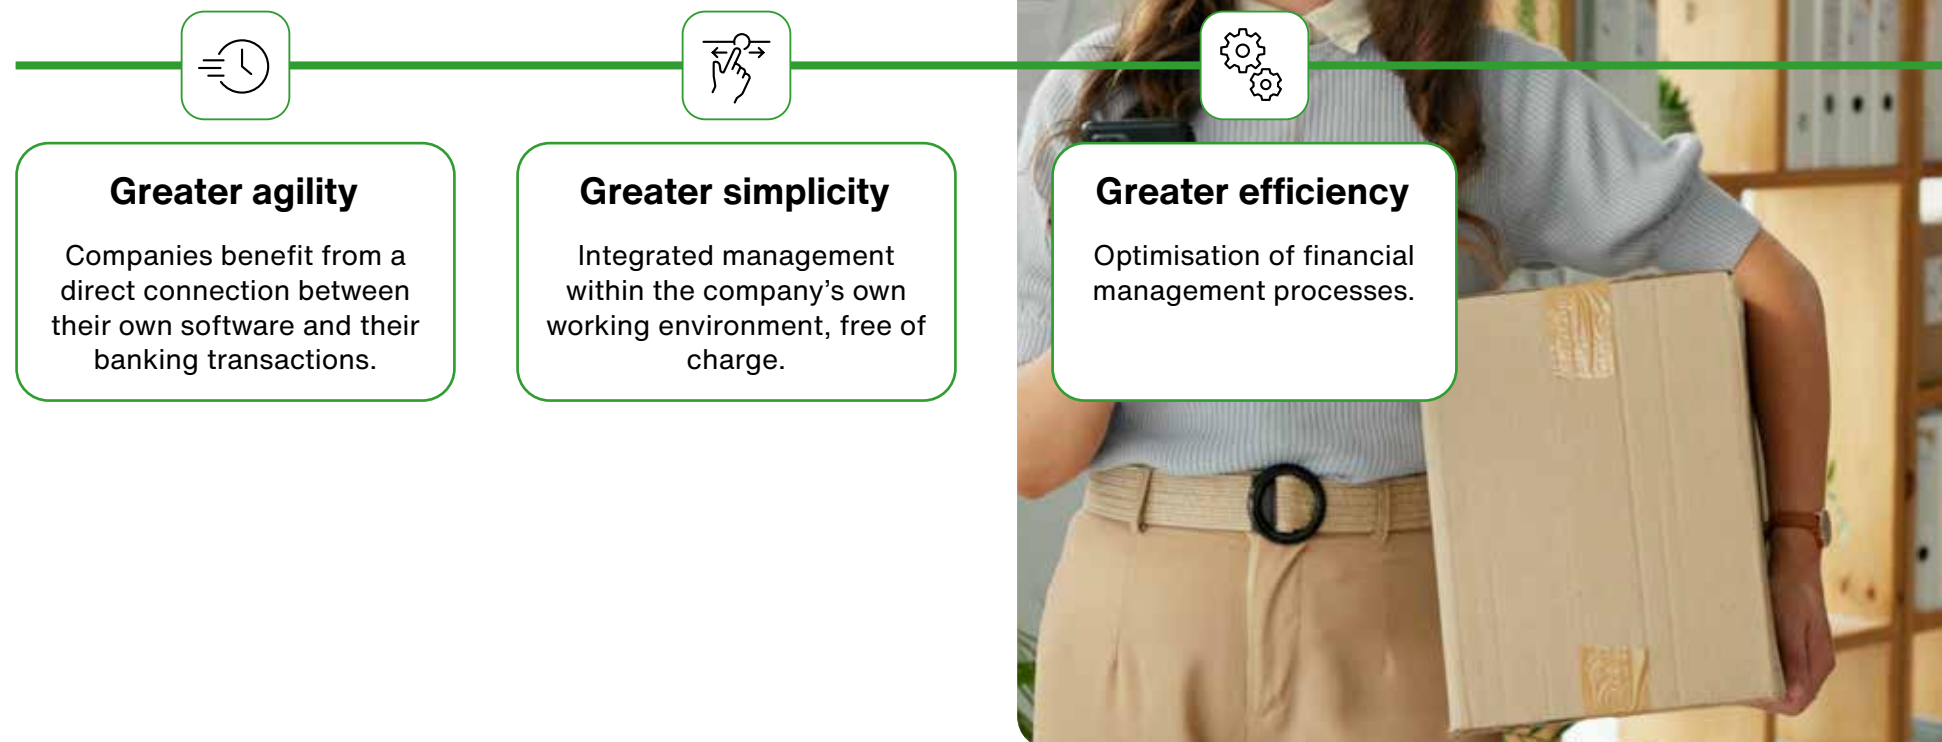 Greater agility
Companies benefit from a
direct connection between
their own software and their
banking transactions.
Greater simplicity
Integrated management
within the company's own
working environment, free of
charge.
Greater efficiency
Optimisation of financial
management processes.